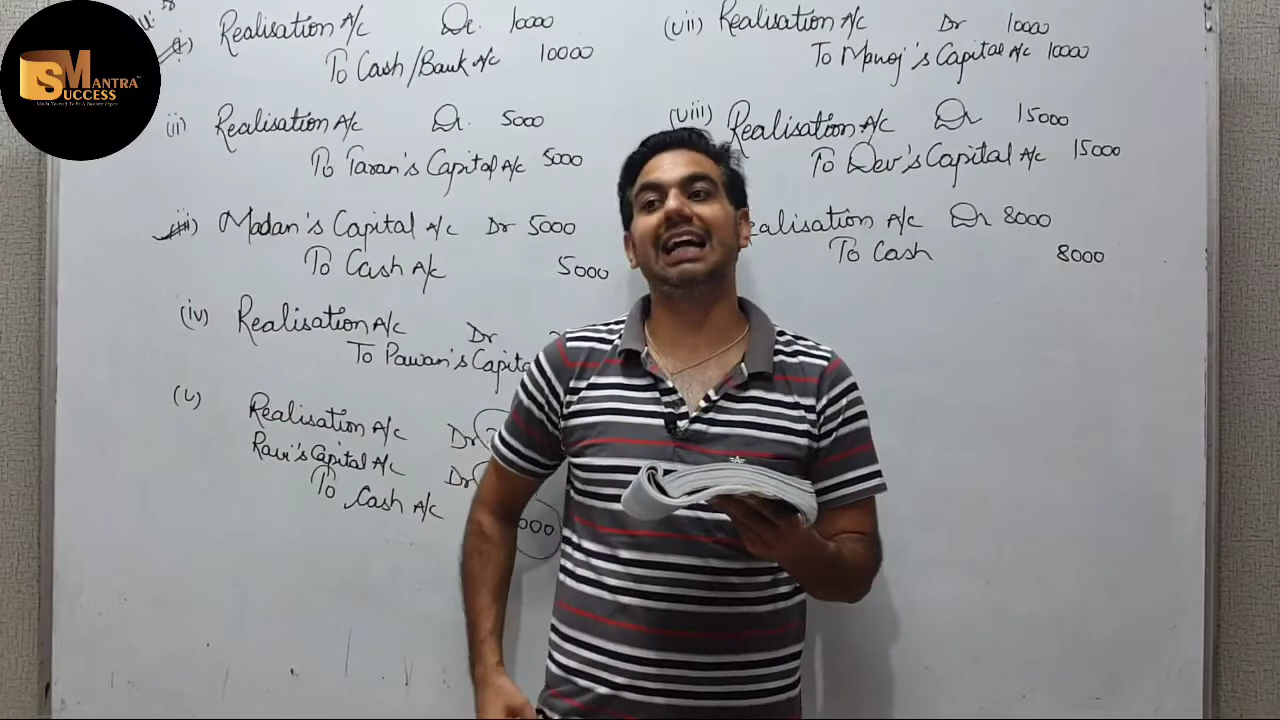 MANTRA
SUCCESS
i) Realisation A/c Dr. 10000
To Cash/Bank A/c 10000
(ii) Realisation A/c Dr. 5000
To Taran's Capital A/c 5000
iii) Madan's Capital A/c Dr 5000
To Cash A/c 5000
(iv) Realisation A/c Dr
To Pawan's Capita
(v)
Realisation A/c Dr
Ravi's Capital A/c Dr
To Cash A/c 000
(vii) Realisation A/c Dr 10000
To Manoj's Capital A/c 10000
(viii) Realisation A/c Dr 15000
To Dev's Capital A/c 15000
ealisation A/c Dr 8000
To Cash 8000